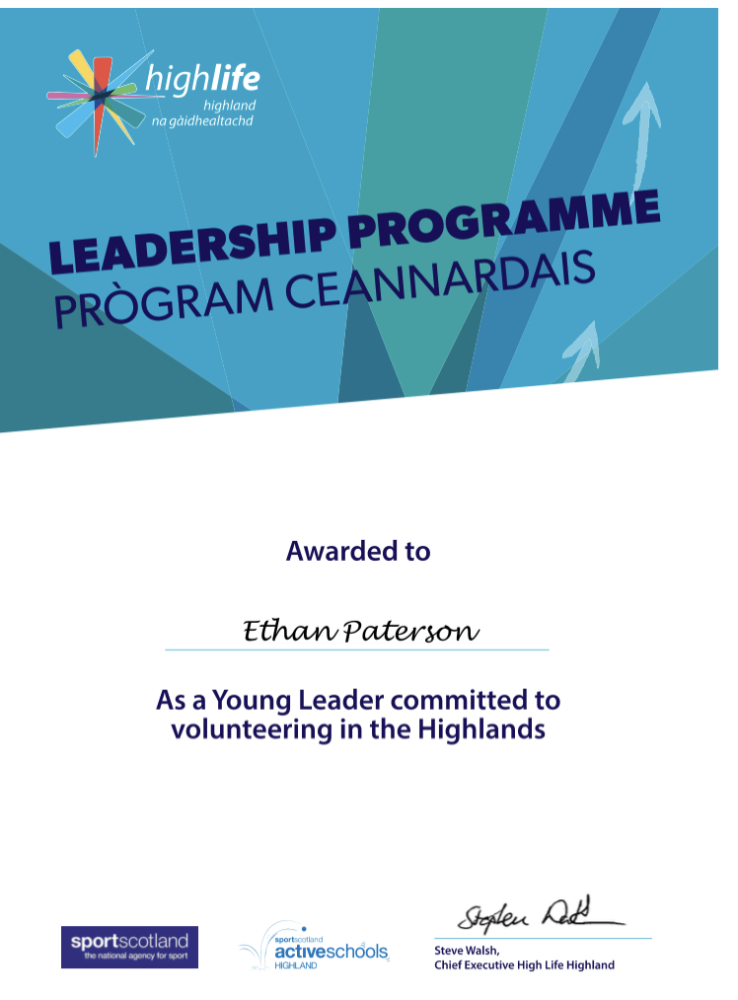 highlife
highland
na gàidhealtachd
LEADERSHIP PROGRAMME
PRÒGRAM CEANNARDAIS
Awarded to
Ethan Paterson
As a Young Leader committed to
volunteering in the Highlands
sportscotland
the national agency for sport
sportscotland
activeschools
HIGHLAND
Stephen
Steve Walsh,
Chief Executive High Life Highland